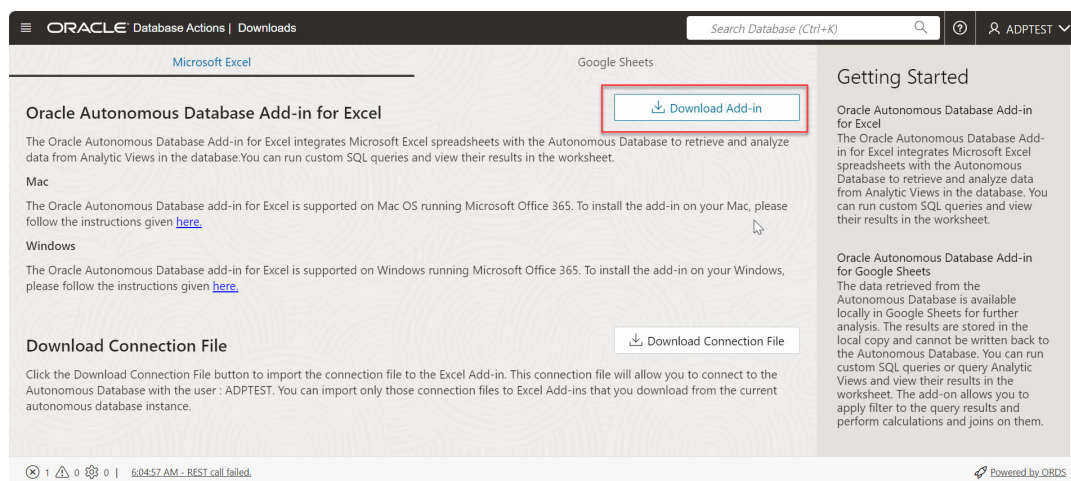 ORACLE Database Actions | Downloads
Search Database (Ctrl+K)
ADPTEST
Microsoft Excel
Google Sheets
Oracle Autonomous Database Add-in for Excel
Download Add-in
The Oracle Autonomous Database Add-in for Excel integrates Microsoft Excel spreadsheets with the Autonomous Database to retrieve and analyze
data from Analytic Views in the database.You can run custom SQL queries and view their results in the worksheet.
Mac
The Oracle Autonomous Database add-in for Excel is supported on Mac OS running Microsoft Office 365. To install the add-in on your Mac, please
follow the instructions given here.
Windows
The Oracle Autonomous Database add-in for Excel is supported on Windows running Microsoft Office 365. To install the add-in on your Windows,
please follow the instructions given here.
Download Connection File
Download Connection File
Click the Download Connection File button to import the connection file to the Excel Add-in. This connection file will allow you to connect to the
Autonomous Database with the user : ADPTEST. You can import only those connection files to Excel Add-ins that you download from the current
autonomous database instance.
Getting Started
Oracle Autonomous Database Add-in
for Excel
The Oracle Autonomous Database Add-
in for Excel integrates Microsoft Excel
spreadsheets with the Autonomous
Database to retrieve and analyze data
from Analytic Views in the database. You
can run custom SQL queries and view
their results in the worksheet.
Oracle Autonomous Database Add-in
for Google Sheets
The data retrieved from the
Autonomous Database is available
locally in Google Sheets for further
analysis. The results are stored in the
local copy and cannot be written back to
the Autonomous Database. You can run
custom SQL queries or query Analytic
Views and view their results in the
worksheet. The add-on allows you to
apply filter to the query results and
perform calculations and joins on them.
1 0 0 | 6:04:57 AM - REST call failed.
Powered by ORDS